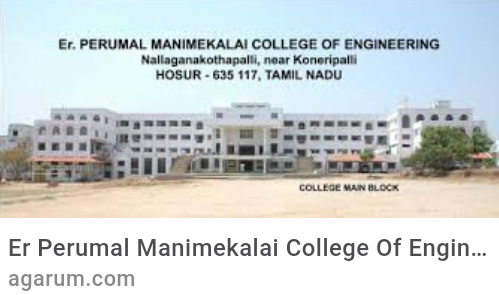 Er. PERUMAL MANIMEKALAI COLLEGE OF ENGINEERING
Nallaganakothapalli, near Koneripalli
HOSUR - 635 117, TAMIL NADU
COLLEGE MAIN BLOCK
Er Perumal Manimekalai College Of Engin...
agarum.com